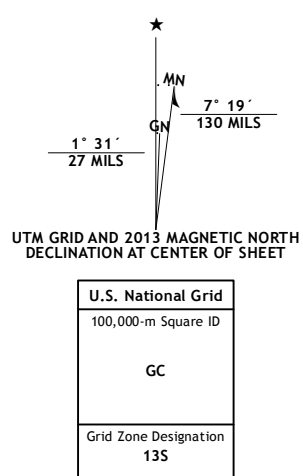 ★
MN
GN
7° 19´
130 MILS
1° 31´
27 MILS
UTM GRID AND 2013 MAGNETIC NORTH
DECLINATION AT CENTER OF SHEET
U.S. National Grid
100,000-m Square ID
GC
Grid Zone Designation
13S